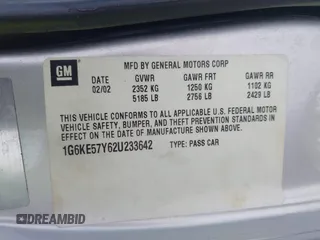 GM
MFD BY GENERAL MOTORS CORP
DATE GVWR GAWR FRT GAWR RR
02/02 2352 KG 1250 KG 1102 KG
5185 LB 2756 LB 2429 LB
THIS VEHICLE CONFORMS TO ALL APPLICABLE U.S. FEDERAL MOTOR
VEHICLE SAFETY, BUMPER, AND THEFT PREVENTION STANDARDS IN
EFFECT ON THE DATE OF MANUFACTURE SHOWN ABOVE.
1G6KE57Y62U233642 TYPE: PASS CAR
DREAMBID